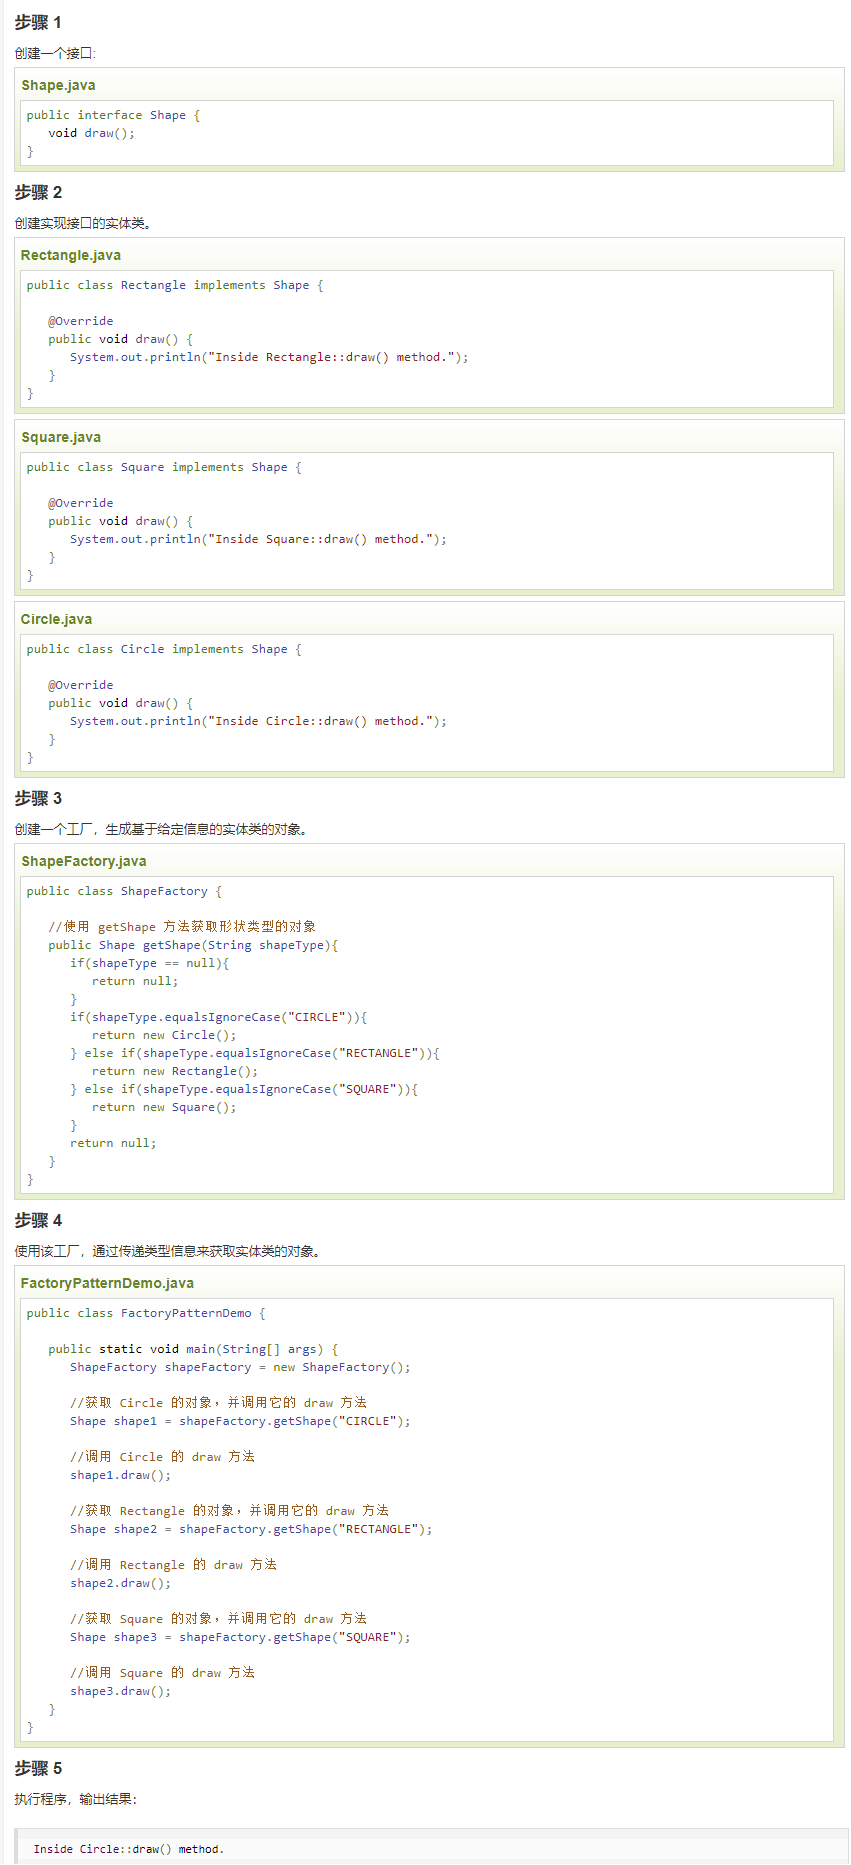 步骤 1
创建一个接口:
Shape.java
public interface Shape {
   void draw();
}
步骤 2
创建实现接口的实体类。
Rectangle.java
public class Rectangle implements Shape {
   @Override
   public void draw() {
      System.out.println("Inside Rectangle::draw() method.");
   }
}
Square.java
public class Square implements Shape {
   @Override
   public void draw() {
      System.out.println("Inside Square::draw() method.");
   }
}
Circle.java
public class Circle implements Shape {
   @Override
   public void draw() {
      System.out.println("Inside Circle::draw() method.");
   }
}
步骤 3
创建一个工厂，生成基于给定信息的实体类的对象。
ShapeFactory.java
public class ShapeFactory {
   //使用 getShape 方法获取形状类型的对象
   public Shape getShape(String shapeType){
      if(shapeType == null){
         return null;
      }
      if(shapeType.equalsIgnoreCase("CIRCLE")){
         return new Circle();
      } else if(shapeType.equalsIgnoreCase("RECTANGLE")){
         return new Rectangle();
      } else if(shapeType.equalsIgnoreCase("SQUARE")){
         return new Square();
      }
      return null;
   }
}
步骤 4
使用该工厂，通过传递类型信息来获取实体类的对象。
FactoryPatternDemo.java
public class FactoryPatternDemo {
   public static void main(String[] args) {
      ShapeFactory shapeFactory = new ShapeFactory();
      //获取 Circle 的对象，并调用它的 draw 方法
      Shape shape1 = shapeFactory.getShape("CIRCLE");
      //调用 Circle 的 draw 方法
      shape1.draw();
      //获取 Rectangle 的对象，并调用它的 draw 方法
      Shape shape2 = shapeFactory.getShape("RECTANGLE");
      //调用 Rectangle 的 draw 方法
      shape2.draw();
      //获取 Square 的对象，并调用它的 draw 方法
      Shape shape3 = shapeFactory.getShape("SQUARE");
      //调用 Square 的 draw 方法
      shape3.draw();
   }
}
步骤 5
执行程序，输出结果：
Inside Circle::draw() method.